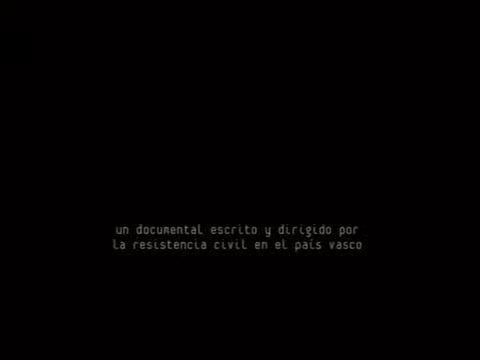 un documental escrito y dirigido por
la resistencia civil en el país vasco